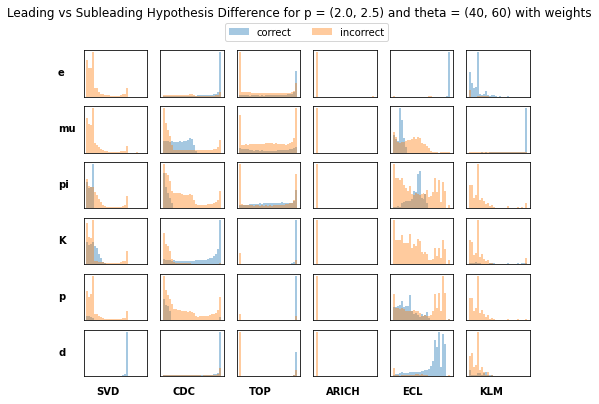 Leading vs Subleading Hypothesis Difference for p = (2.0, 2.5) and theta = (40, 60) with weights
correct incorrect
e
mu
pi
K
p
d
SVD CDC TOP ARICH ECL KLM